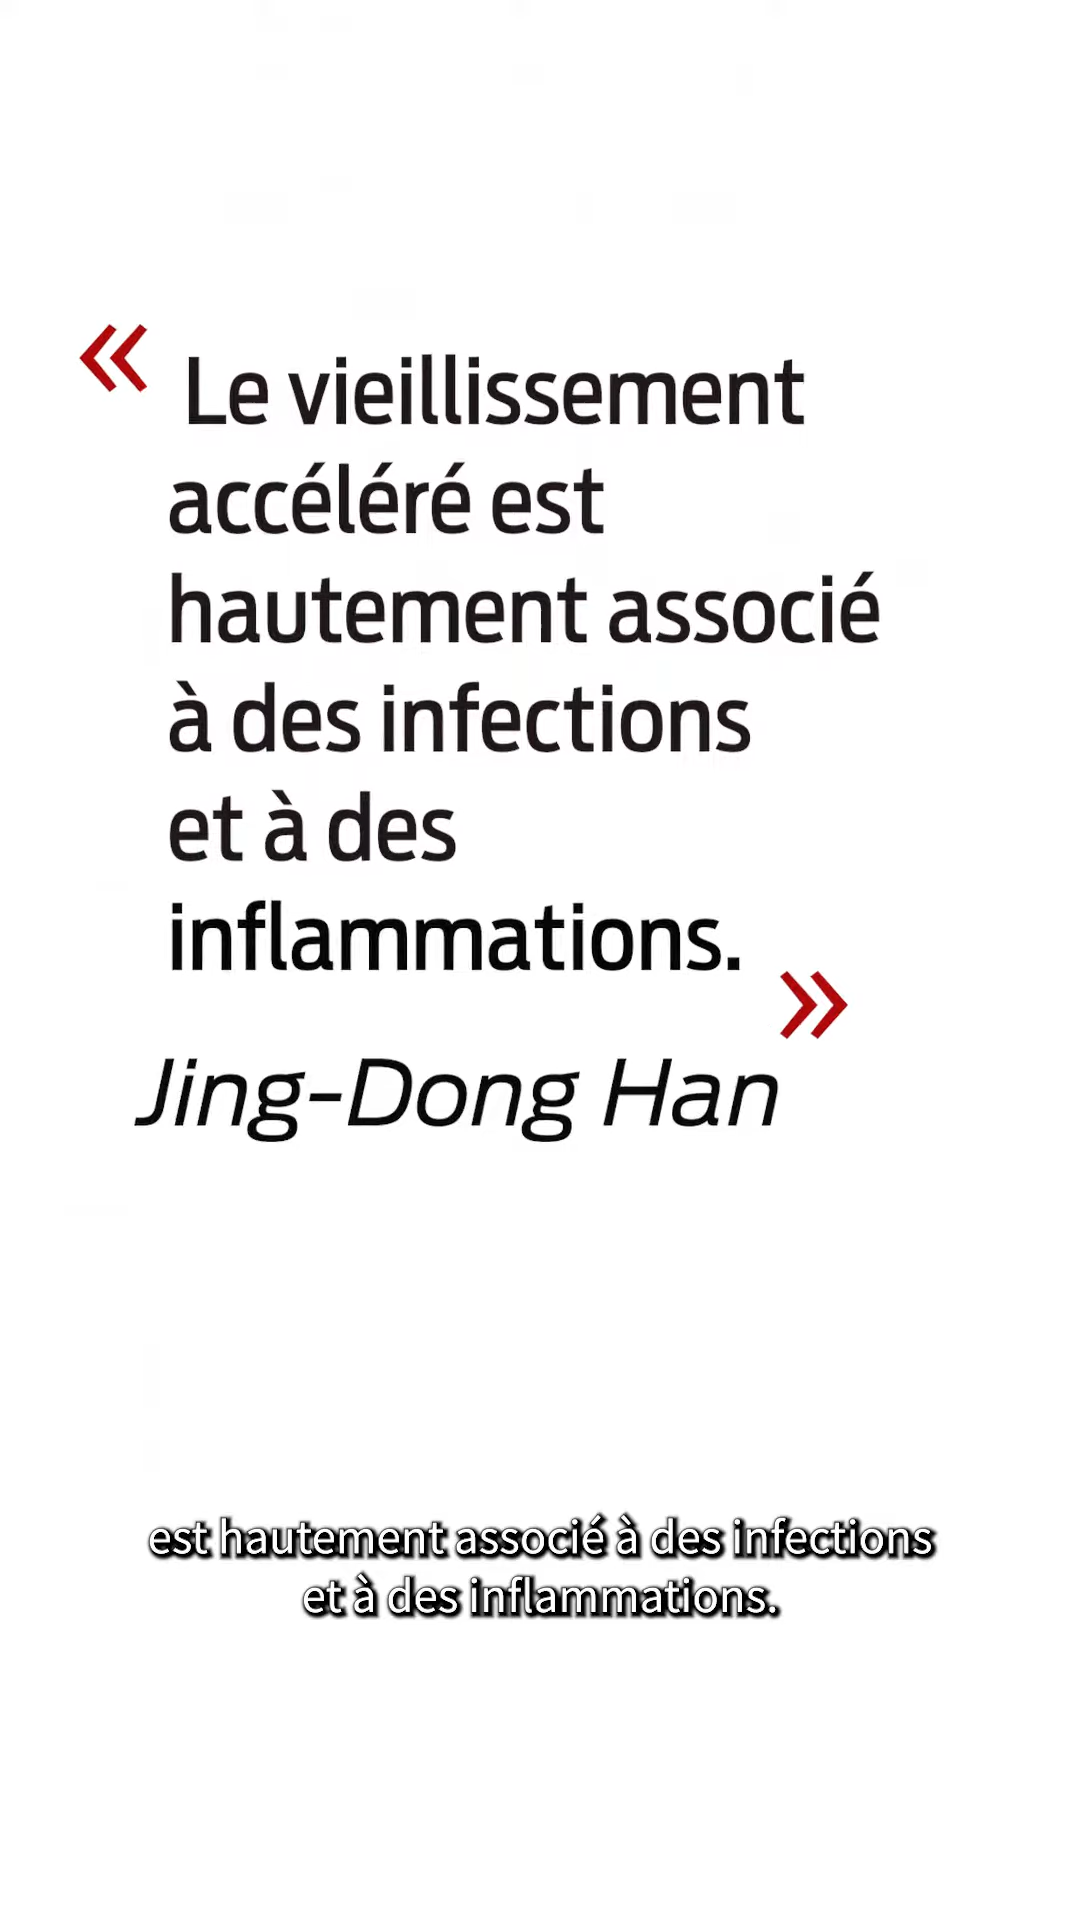 « Le vieillissement
accéléré est
hautement associé
à des infections
et à des
inflammations. »
Jing-Dong Han
est hautement associé à des infections
et à des inflammations.